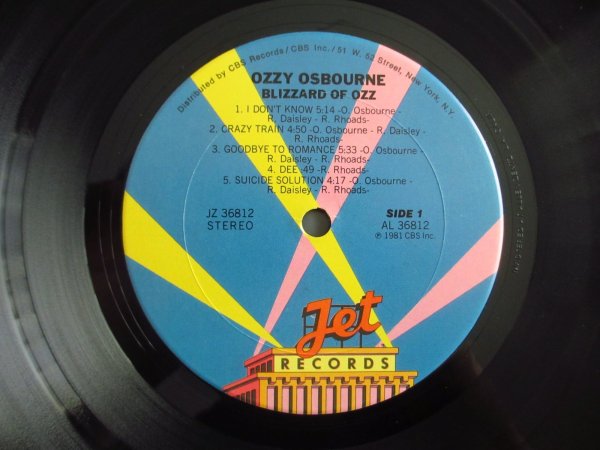 Distributed by CBS Records/CBS Inc./51 W. 52 Street, New York, N.Y.
OZZY OSBOURNE
BLIZZARD OF OZZ
1. I DON'T KNOW 5:14 -O. Osbourne -
R. Daisley - R. Rhoads-
2. CRAZY TRAIN 4:50 -O. Osbourne - R. Daisley -
R. Rhoads-
3. GOODBYE TO ROMANCE 5:33 -O. Osbourne -
R. Daisley - R. Rhoads-
4. DEE :49 -R. Rhoads-
5. SUICIDE SOLUTION 4:17 -O. Osbourne -
R. Daisley - R. Rhoads-
JZ 36812
STEREO
SIDE 1
AL 36812
℗ 1981 CBS Inc.
Jet
RECORDS